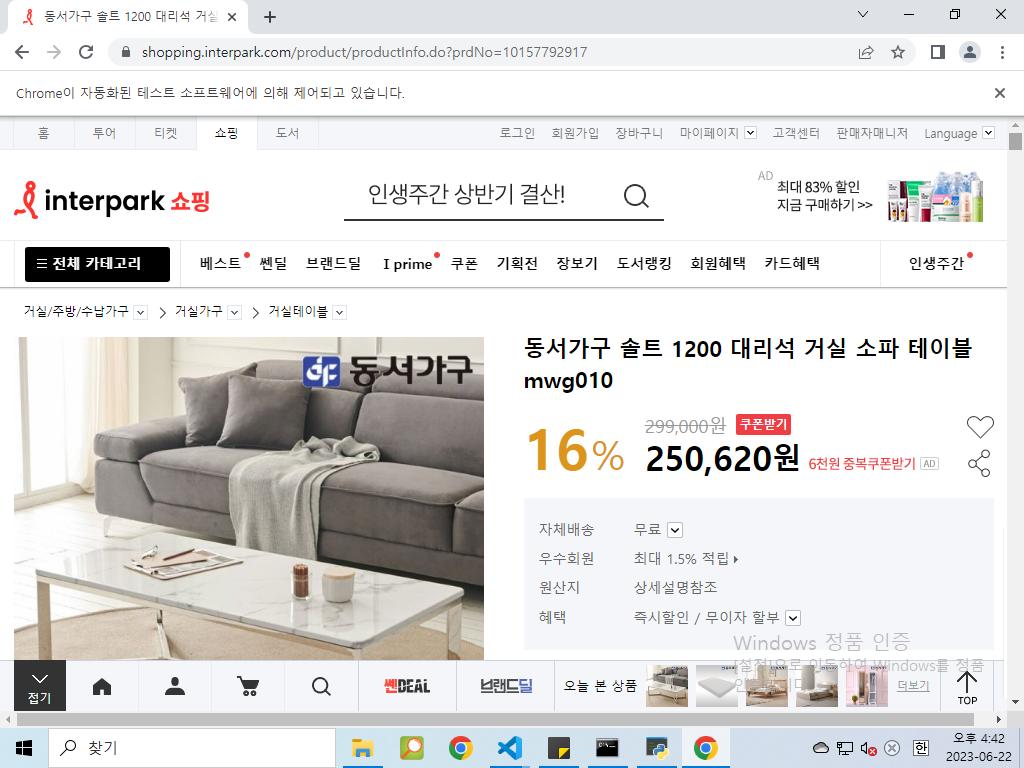 동서가구 솔트 1200 대리석 거실
shopping.interpark.com/product/productInfo.do?prdNo=10157792917
Chrome이 자동화된 테스트 소프트웨어에 의해 제어되고 있습니다.
홈 투어 티켓 쇼핑 도서 로그인 회원가입 장바구니 마이페이지 고객센터 판매자매니저 Language
interpark 쇼핑
인생주간 상반기 결산!
AD
최대 83% 할인
지금 구매하기 >>
전체 카테고리 베스트 쎈딜 브랜드딜 I prime 쿠폰 기획전 장보기 도서랭킹 회원혜택 카드혜택 인생주간
거실/주방/수납가구 거실가구 거실테이블
동서가구
동서가구 솔트 1200 대리석 거실 소파 테이블
mwg010
16%
299,000원 쿠폰받기
250,620원 6천원 중복쿠폰받기 AD
자체배송 무료
우수회원 최대 1.5% 적립
원산지 상세설명참조
혜택 즉시할인 / 무이자 할부
Windows 정품 인증
[설정]으로 이동하여 Windows를 정품
접기
쎈DEAL 브랜드딜 오늘 본 상품 더보기 TOP
찾기
한
오후 4:42
2023-06-22